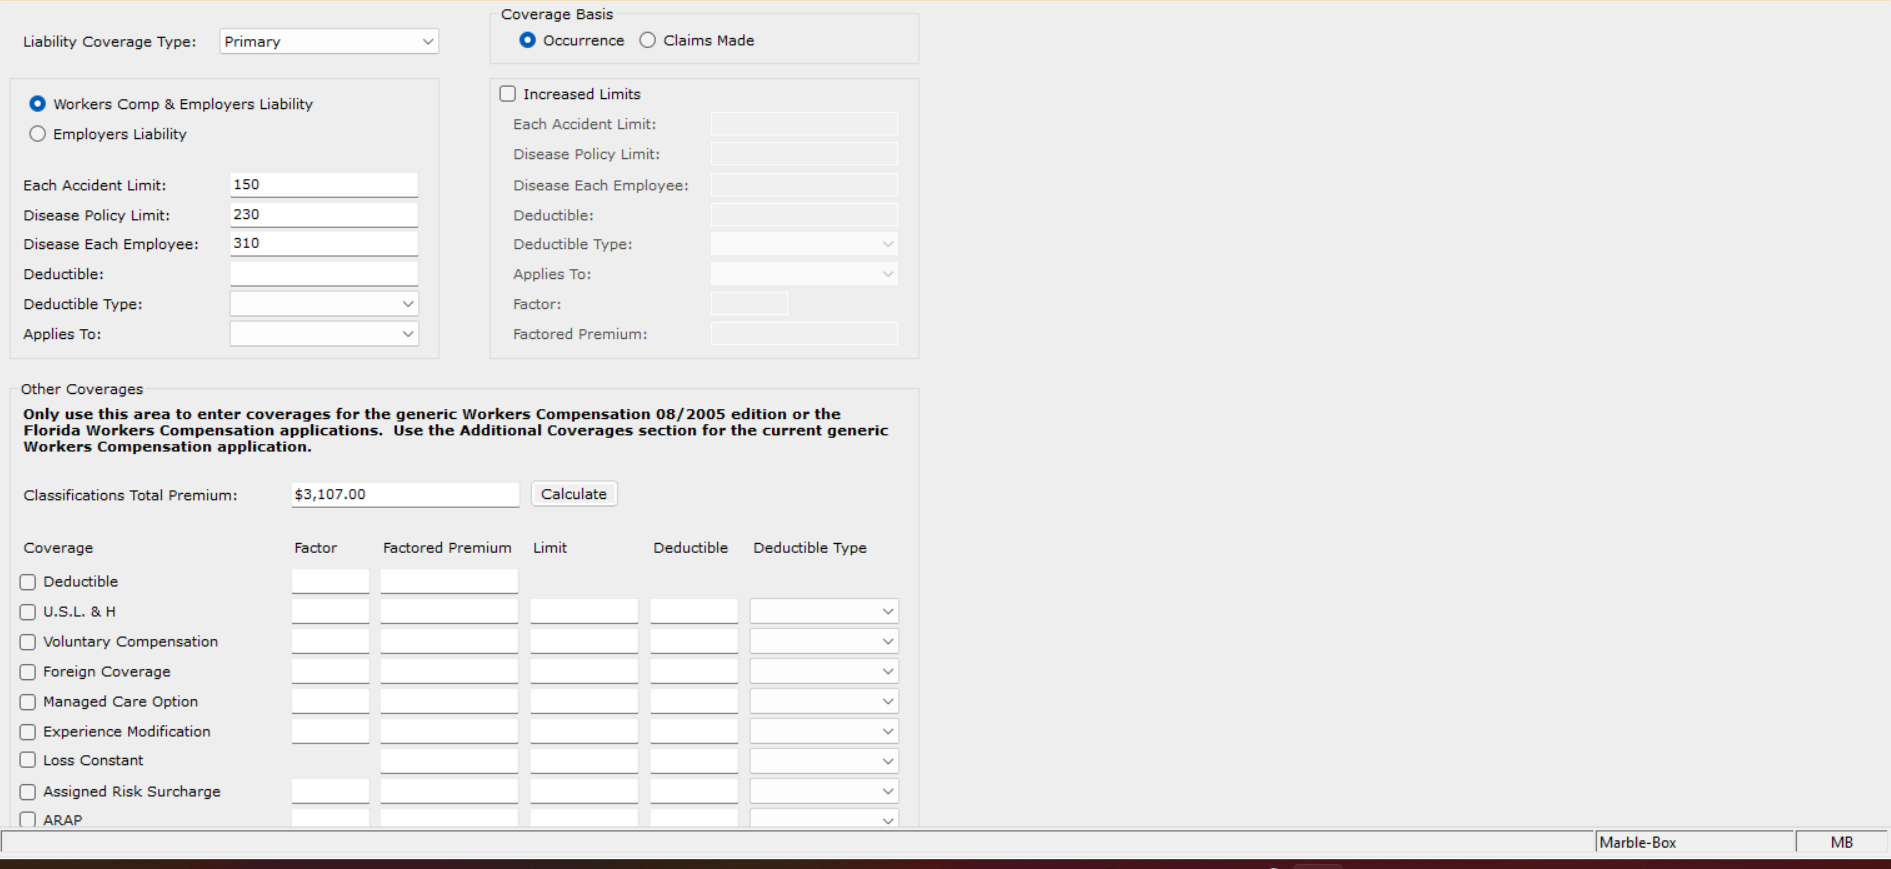 Liability Coverage Type: Primary
Coverage Basis
Occurrence Claims Made
Workers Comp & Employers Liability
Employers Liability
Each Accident Limit: 150
Disease Policy Limit: 230
Disease Each Employee: 310
Deductible:
Deductible Type:
Applies To:
Increased Limits
Each Accident Limit:
Disease Policy Limit:
Disease Each Employee:
Deductible:
Deductible Type:
Applies To:
Factor:
Factored Premium:
Other Coverages
Only use this area to enter coverages for the generic Workers Compensation 08/2005 edition or the
Florida Workers Compensation applications.  Use the Additional Coverages section for the current generic
Workers Compensation application.
Classifications Total Premium: $3,107.00 Calculate
Coverage Factor Factored Premium Limit Deductible Deductible Type
Deductible
U.S.L. & H
Voluntary Compensation
Foreign Coverage
Managed Care Option
Experience Modification
Loss Constant
Assigned Risk Surcharge
ARAP
Marble-Box MB